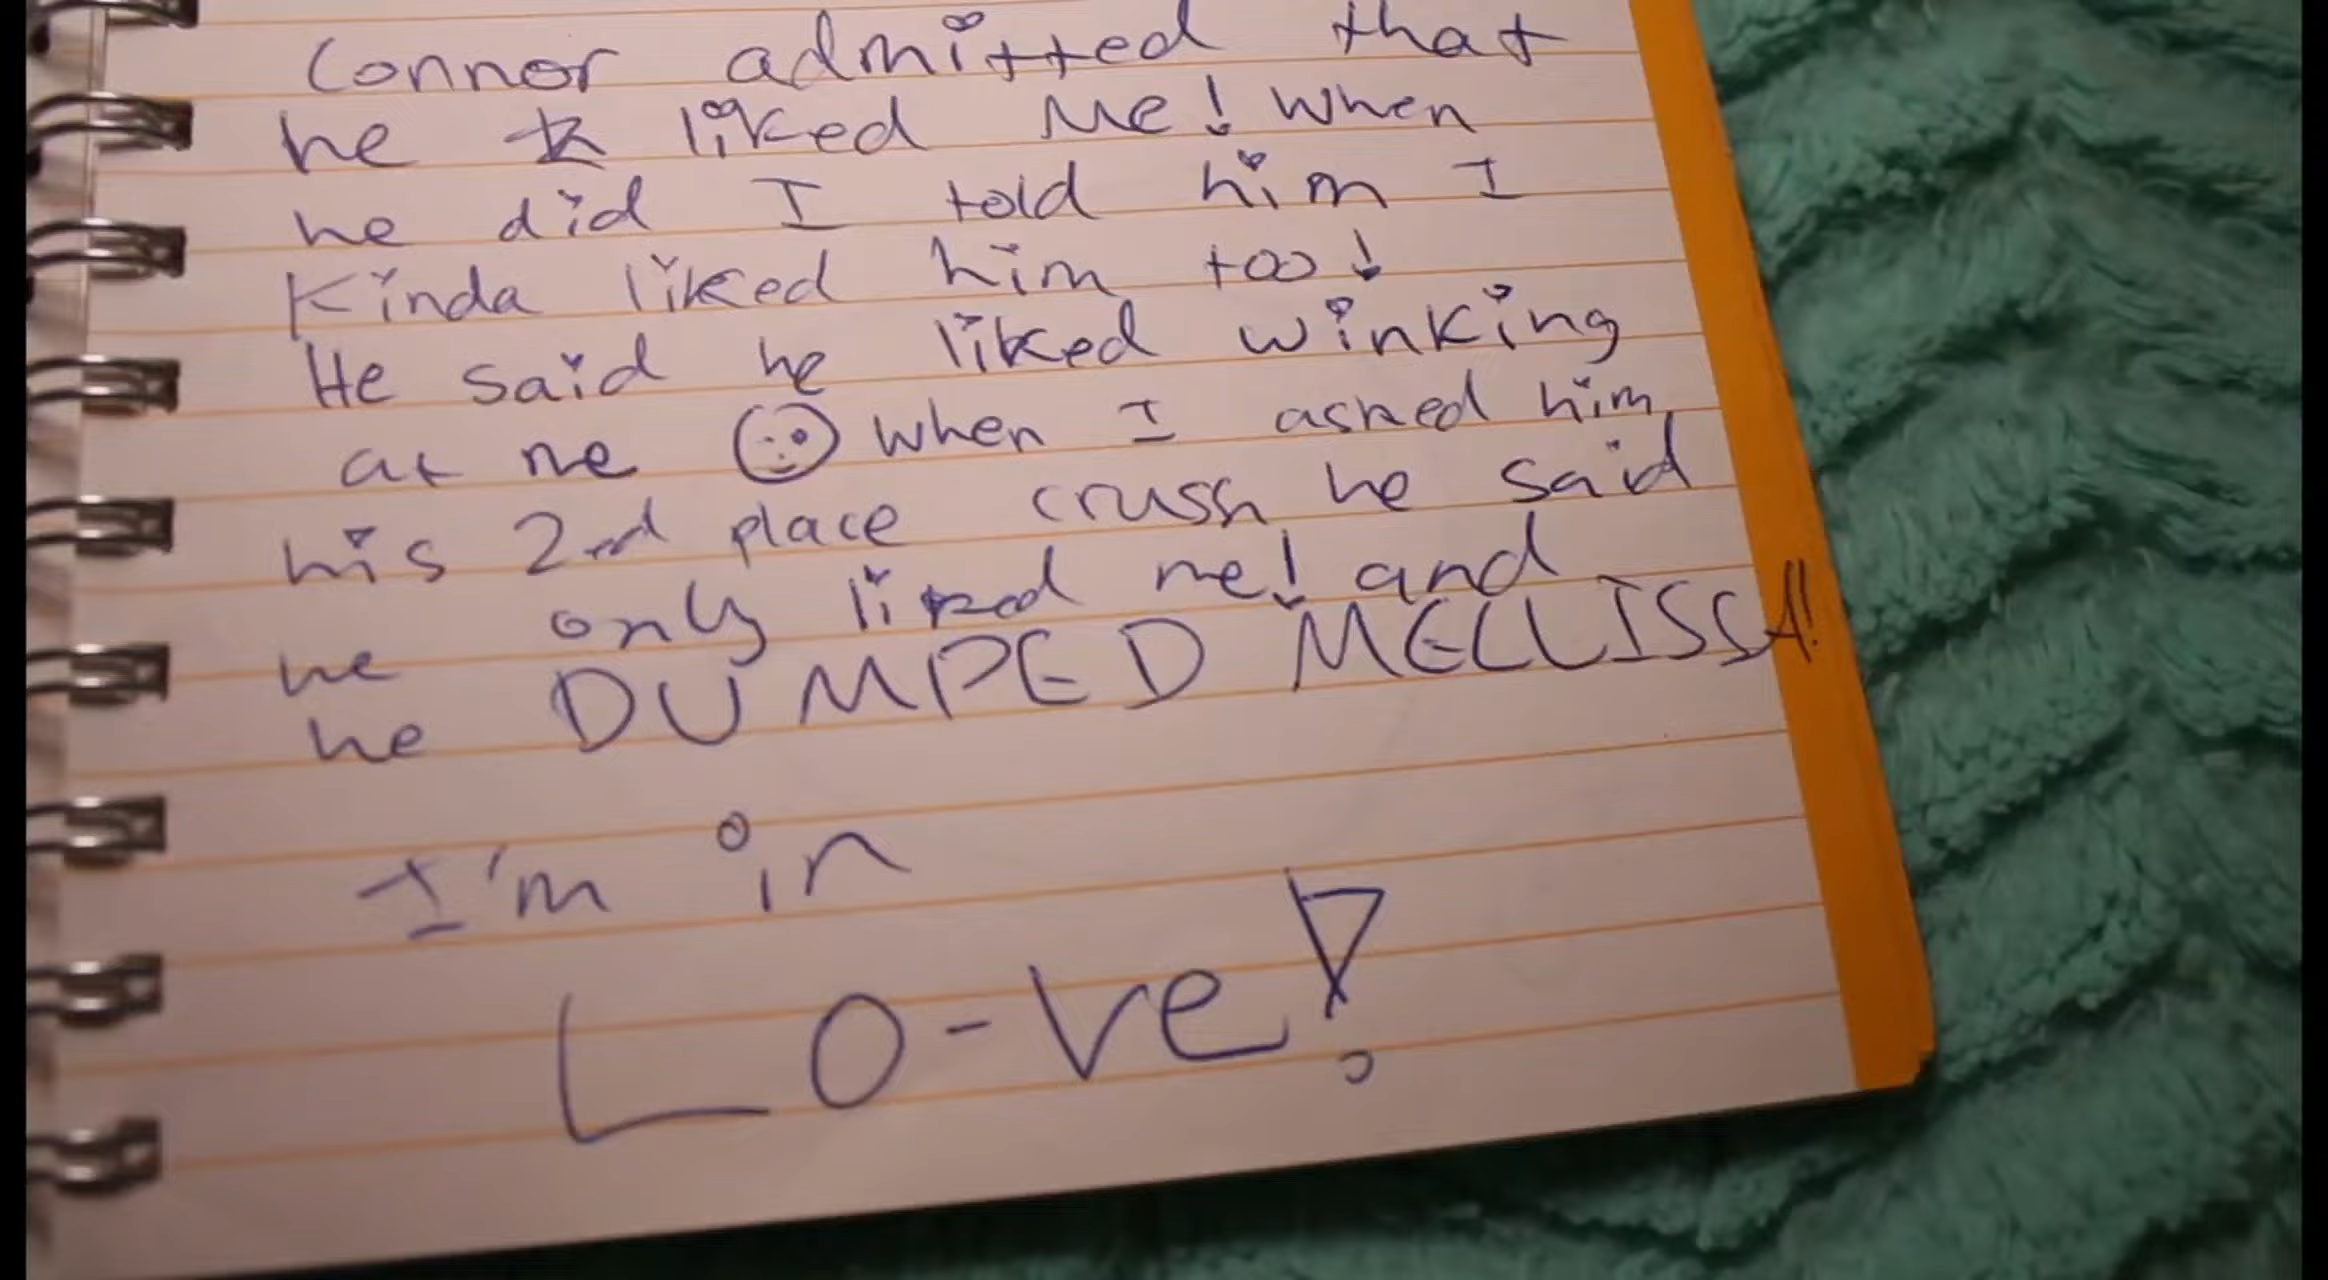 Connor admitted that
he liked Me! When
he did I told him I
Kinda liked him too!
He said he liked winking
at me when I asked him
his 2nd place crush he said
he only liked me! and
he DUMPED MELLISSA!!
I'm in
Lo-ve!